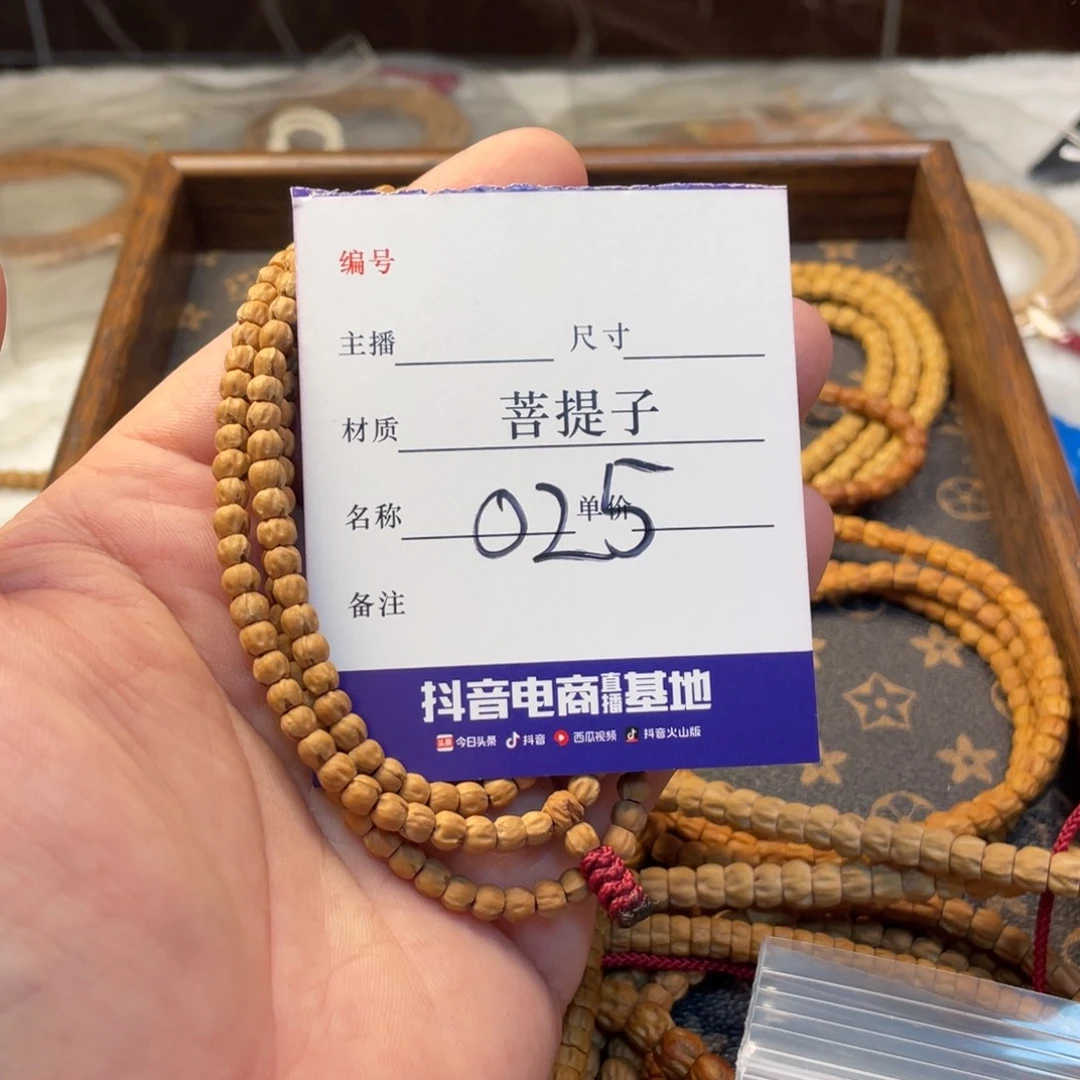 编号
主播 尺寸
材质 菩提子
名称 025 单价
备注
抖音电商直播基地
头条 今日头条 抖音 西瓜视频 抖音火山版